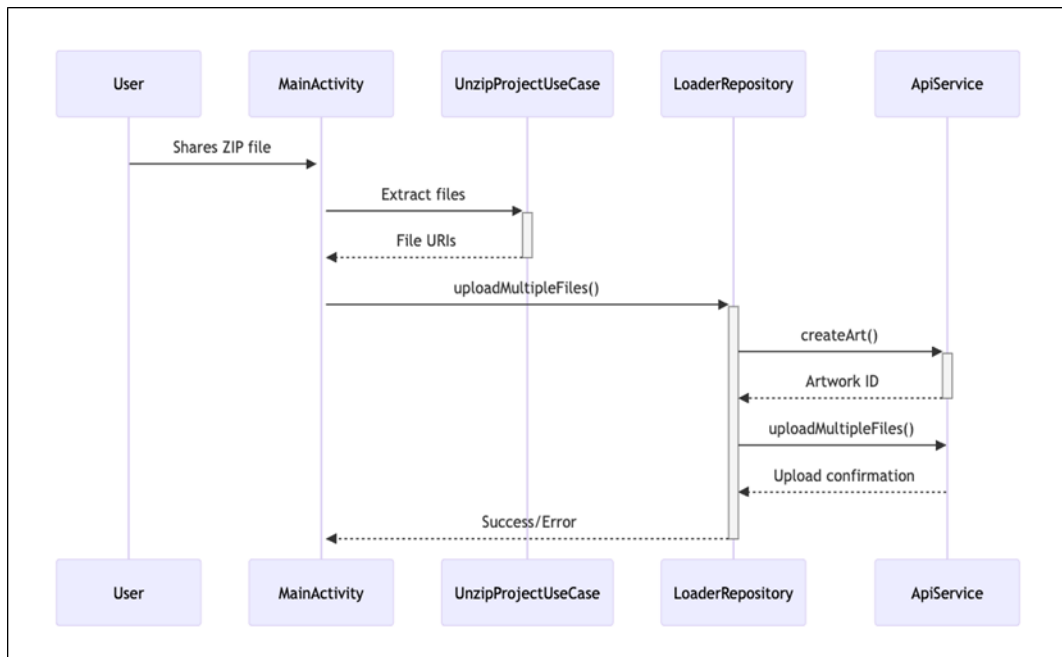 User
MainActivity
UnzipProjectUseCase
LoaderRepository
ApiService
Shares ZIP file
Extract files
File URIs
uploadMultipleFiles()
createArt()
Artwork ID
uploadMultipleFiles()
Upload confirmation
Success/Error
User
MainActivity
UnzipProjectUseCase
LoaderRepository
ApiService